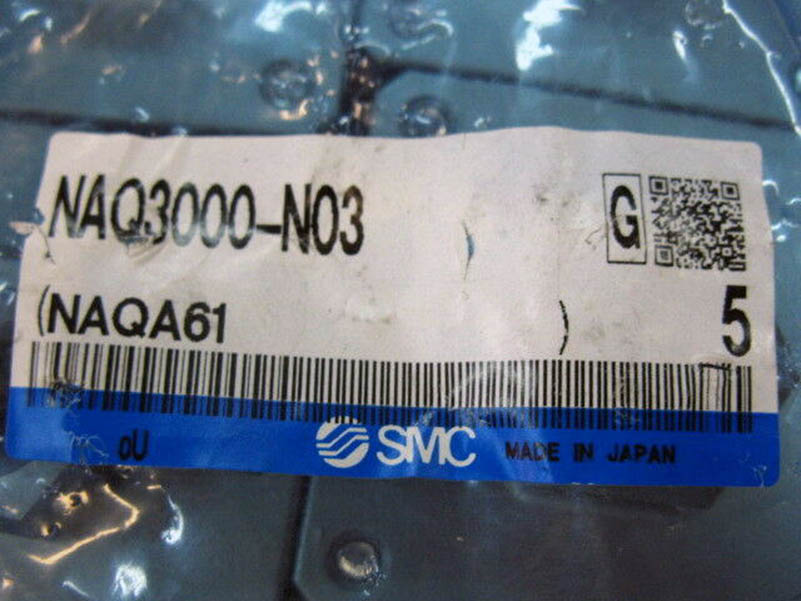 NAQ3000-N03
G
(NAQA61 )
5
oU
SMC MADE IN JAPAN